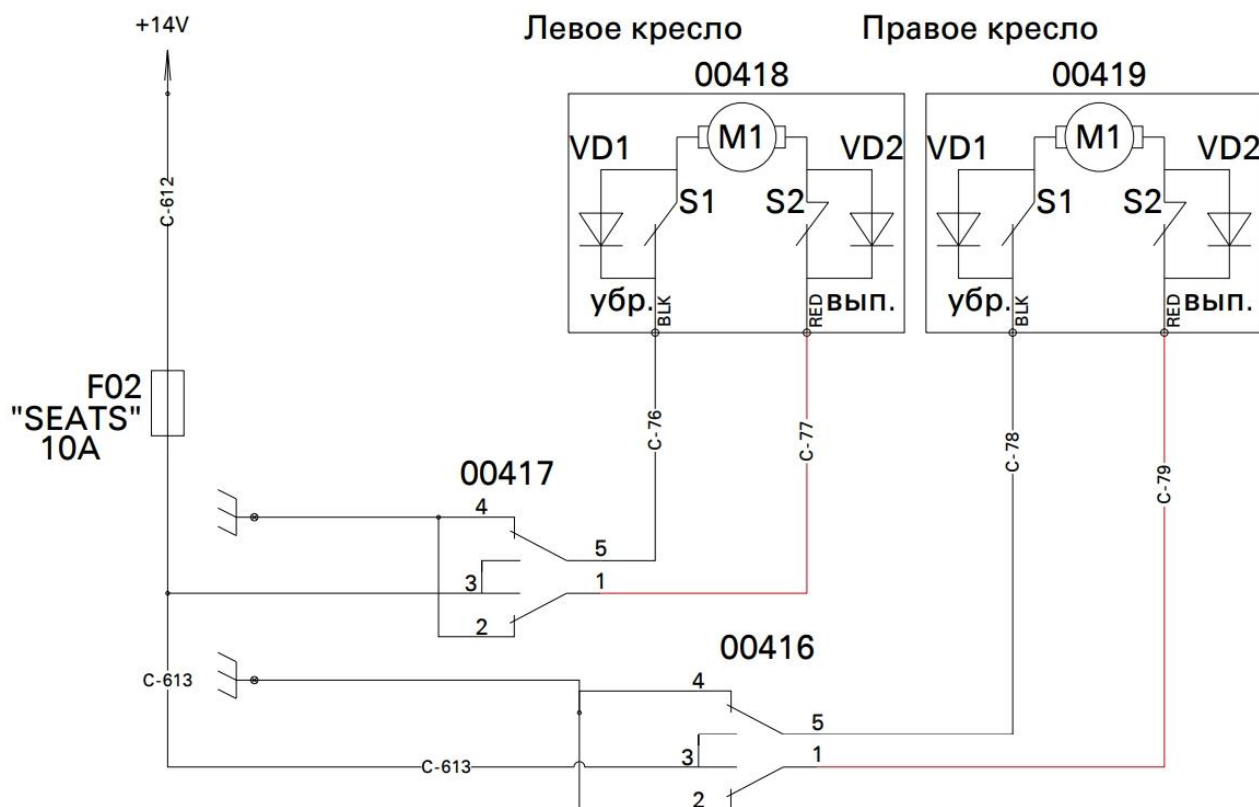 +14V
Левое кресло
Правое кресло
00418
00419
VD1
M1
VD2
VD1
M1
VD2
S1
S2
S1
S2
C-612
убр.
BLK
RED
вып.
убр.
BLK
RED
вып.
F02
"SEATS"
10A
C-76
C-77
C-78
C-79
00417
4
5
3
1
2
00416
C-613
4
5
3
1
C-613
2